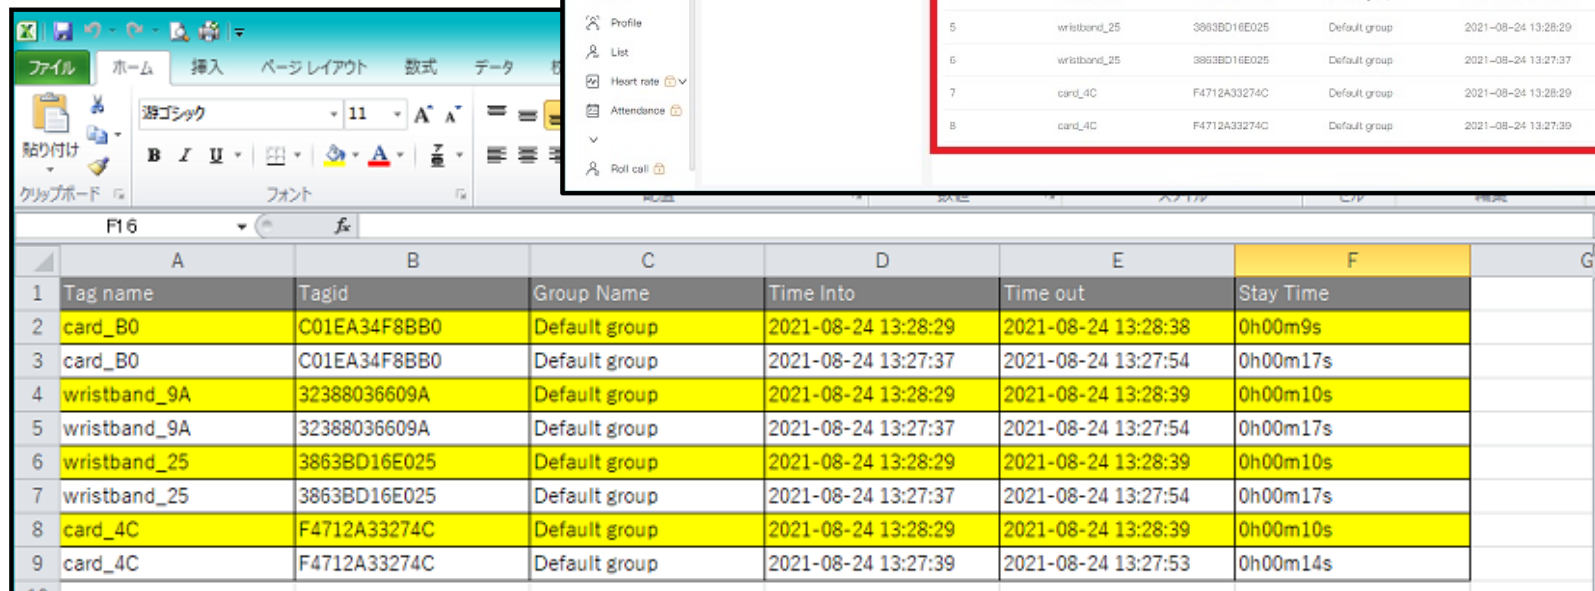 Profile
List
Heart rate
Attendance
Roll call
5 wristband_25 3863BD16E025 Default group 2021-08-24 13:28:29
6 wristband_25 3863BD16E025 Default group 2021-08-24 13:27:37
7 card_4C F4712A33274C Default group 2021-08-24 13:28:29
8 card_4C F4712A33274C Default group 2021-08-24 13:27:39
ファイル ホーム 挿入 ページ レイアウト 数式 データ
游ゴシック 11 A A
貼り付け B I U A
クリップボード フォント
F16 fx
A B C D E F G
1 Tag name Tagid Group Name Time Into Time out Stay Time
2 card_B0 C01EA34F8BB0 Default group 2021-08-24 13:28:29 2021-08-24 13:28:38 0h00m9s
3 card_B0 C01EA34F8BB0 Default group 2021-08-24 13:27:37 2021-08-24 13:27:54 0h00m17s
4 wristband_9A 32388036609A Default group 2021-08-24 13:28:29 2021-08-24 13:28:39 0h00m10s
5 wristband_9A 32388036609A Default group 2021-08-24 13:27:37 2021-08-24 13:27:54 0h00m17s
6 wristband_25 3863BD16E025 Default group 2021-08-24 13:28:29 2021-08-24 13:28:39 0h00m10s
7 wristband_25 3863BD16E025 Default group 2021-08-24 13:27:37 2021-08-24 13:27:54 0h00m17s
8 card_4C F4712A33274C Default group 2021-08-24 13:28:29 2021-08-24 13:28:39 0h00m10s
9 card_4C F4712A33274C Default group 2021-08-24 13:27:39 2021-08-24 13:27:53 0h00m14s